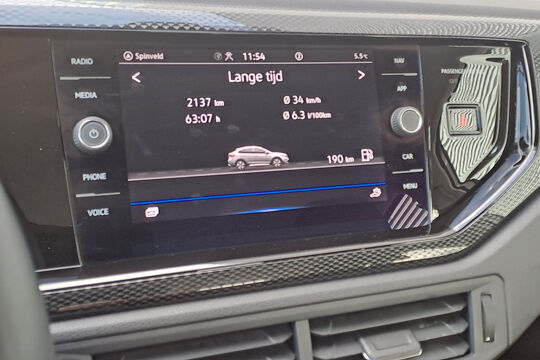 RADIO
MEDIA
PHONE
VOICE
Spinveld 11:54 5.5°C
< Lange tijd >
2137 km Ø 34 km/h
63:07 h Ø 6.3 l/100km
190 km
NAV
APP
CAR
MENU
PASSENGER